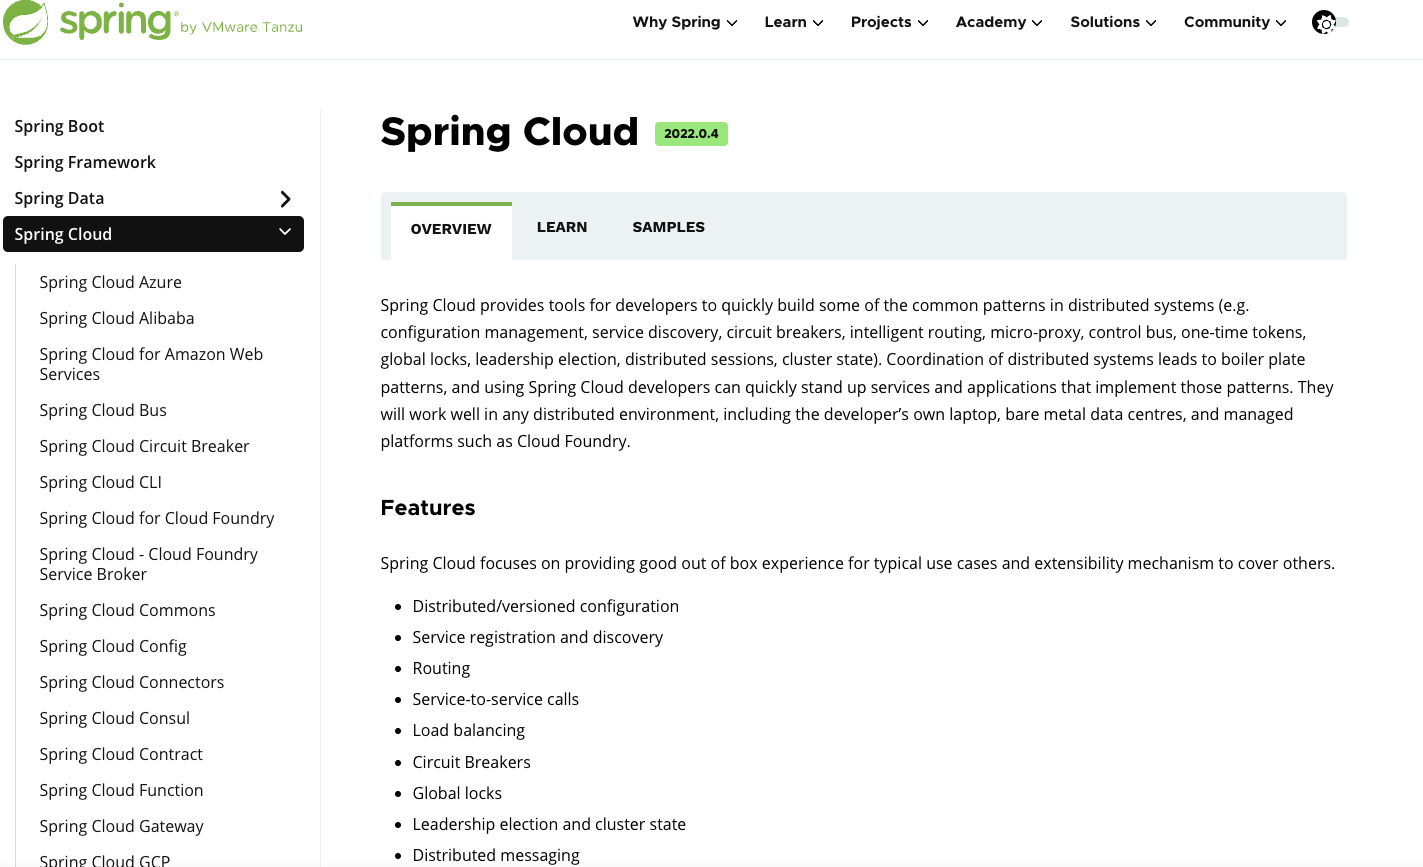 spring by VMware Tanzu
Why Spring
Learn
Projects
Academy
Solutions
Community
Spring Boot
Spring Framework
Spring Data
Spring Cloud
Spring Cloud Azure
Spring Cloud Alibaba
Spring Cloud for Amazon Web
Services
Spring Cloud Bus
Spring Cloud Circuit Breaker
Spring Cloud CLI
Spring Cloud for Cloud Foundry
Spring Cloud - Cloud Foundry
Service Broker
Spring Cloud Commons
Spring Cloud Config
Spring Cloud Connectors
Spring Cloud Consul
Spring Cloud Contract
Spring Cloud Function
Spring Cloud Gateway
Spring Cloud GCP
Spring Cloud 2022.0.4
OVERVIEW
LEARN
SAMPLES
Spring Cloud provides tools for developers to quickly build some of the common patterns in distributed systems (e.g.
configuration management, service discovery, circuit breakers, intelligent routing, micro-proxy, control bus, one-time tokens,
global locks, leadership election, distributed sessions, cluster state). Coordination of distributed systems leads to boiler plate
patterns, and using Spring Cloud developers can quickly stand up services and applications that implement those patterns. They
will work well in any distributed environment, including the developer’s own laptop, bare metal data centres, and managed
platforms such as Cloud Foundry.
Features
Spring Cloud focuses on providing good out of box experience for typical use cases and extensibility mechanism to cover others.
• Distributed/versioned configuration
• Service registration and discovery
• Routing
• Service-to-service calls
• Load balancing
• Circuit Breakers
• Global locks
• Leadership election and cluster state
• Distributed messaging